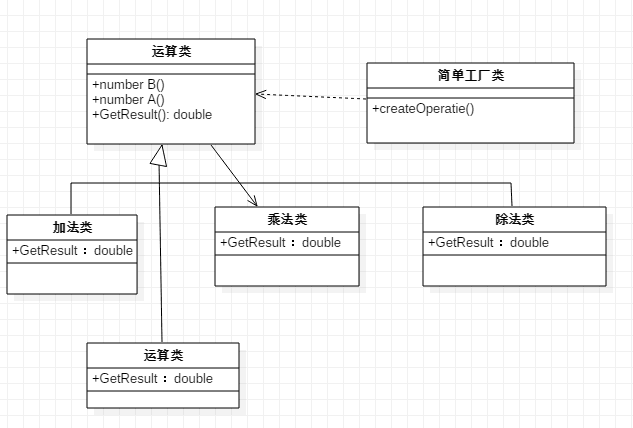 运算类
+number B()
+number A()
+GetResult(): double
简单工厂类
+createOperatie()
加法类
+GetResult ：double
乘法类
+GetResult ：double
除法类
+GetResult ：double
运算类
+GetResult ：double